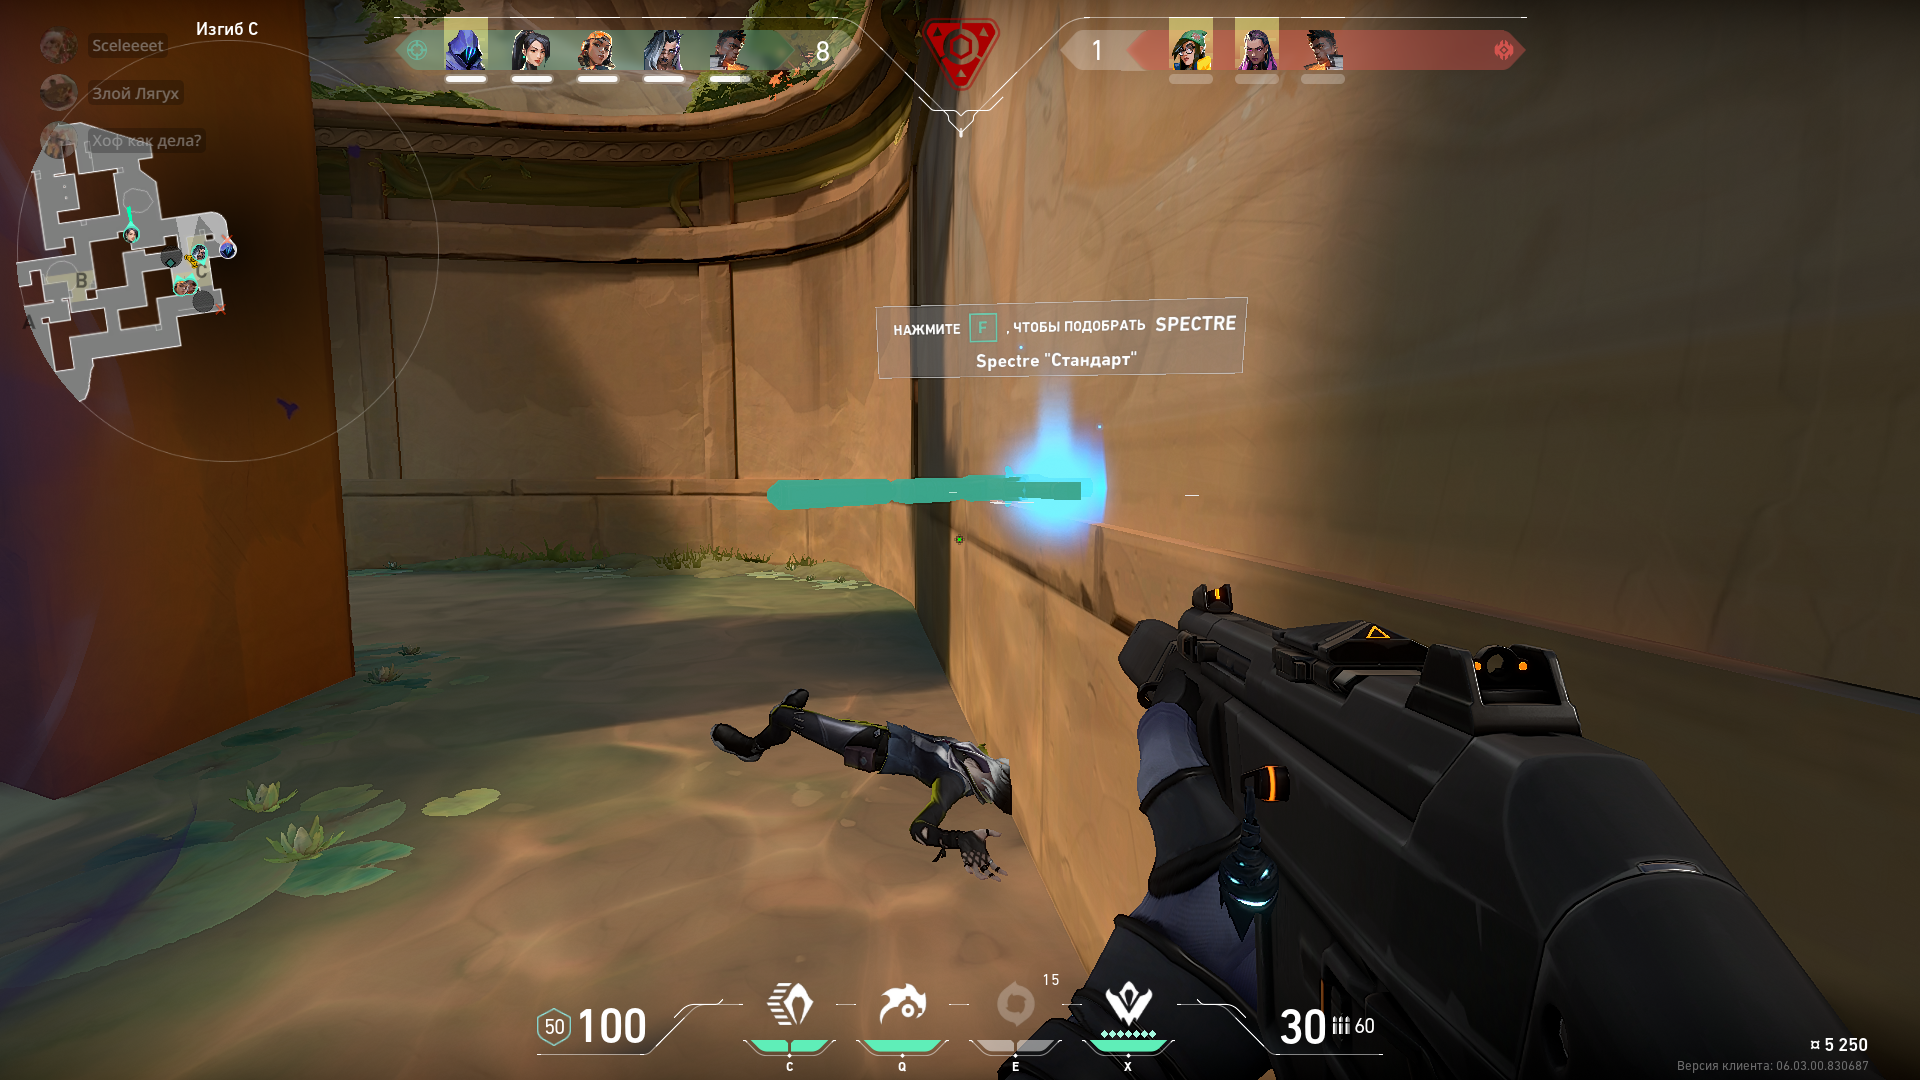 Sceleeeet
Изгиб C
8
1
Злой Лягух
Хоф как дела?
A
C
B
A
НАЖМИТЕ F , ЧТОБЫ ПОДОБРАТЬ SPECTRE
Spectre "Стандарт"
15
50 100
30 60
C Q E X
¤ 5 250
Версия клиента: 06.03.00.830687